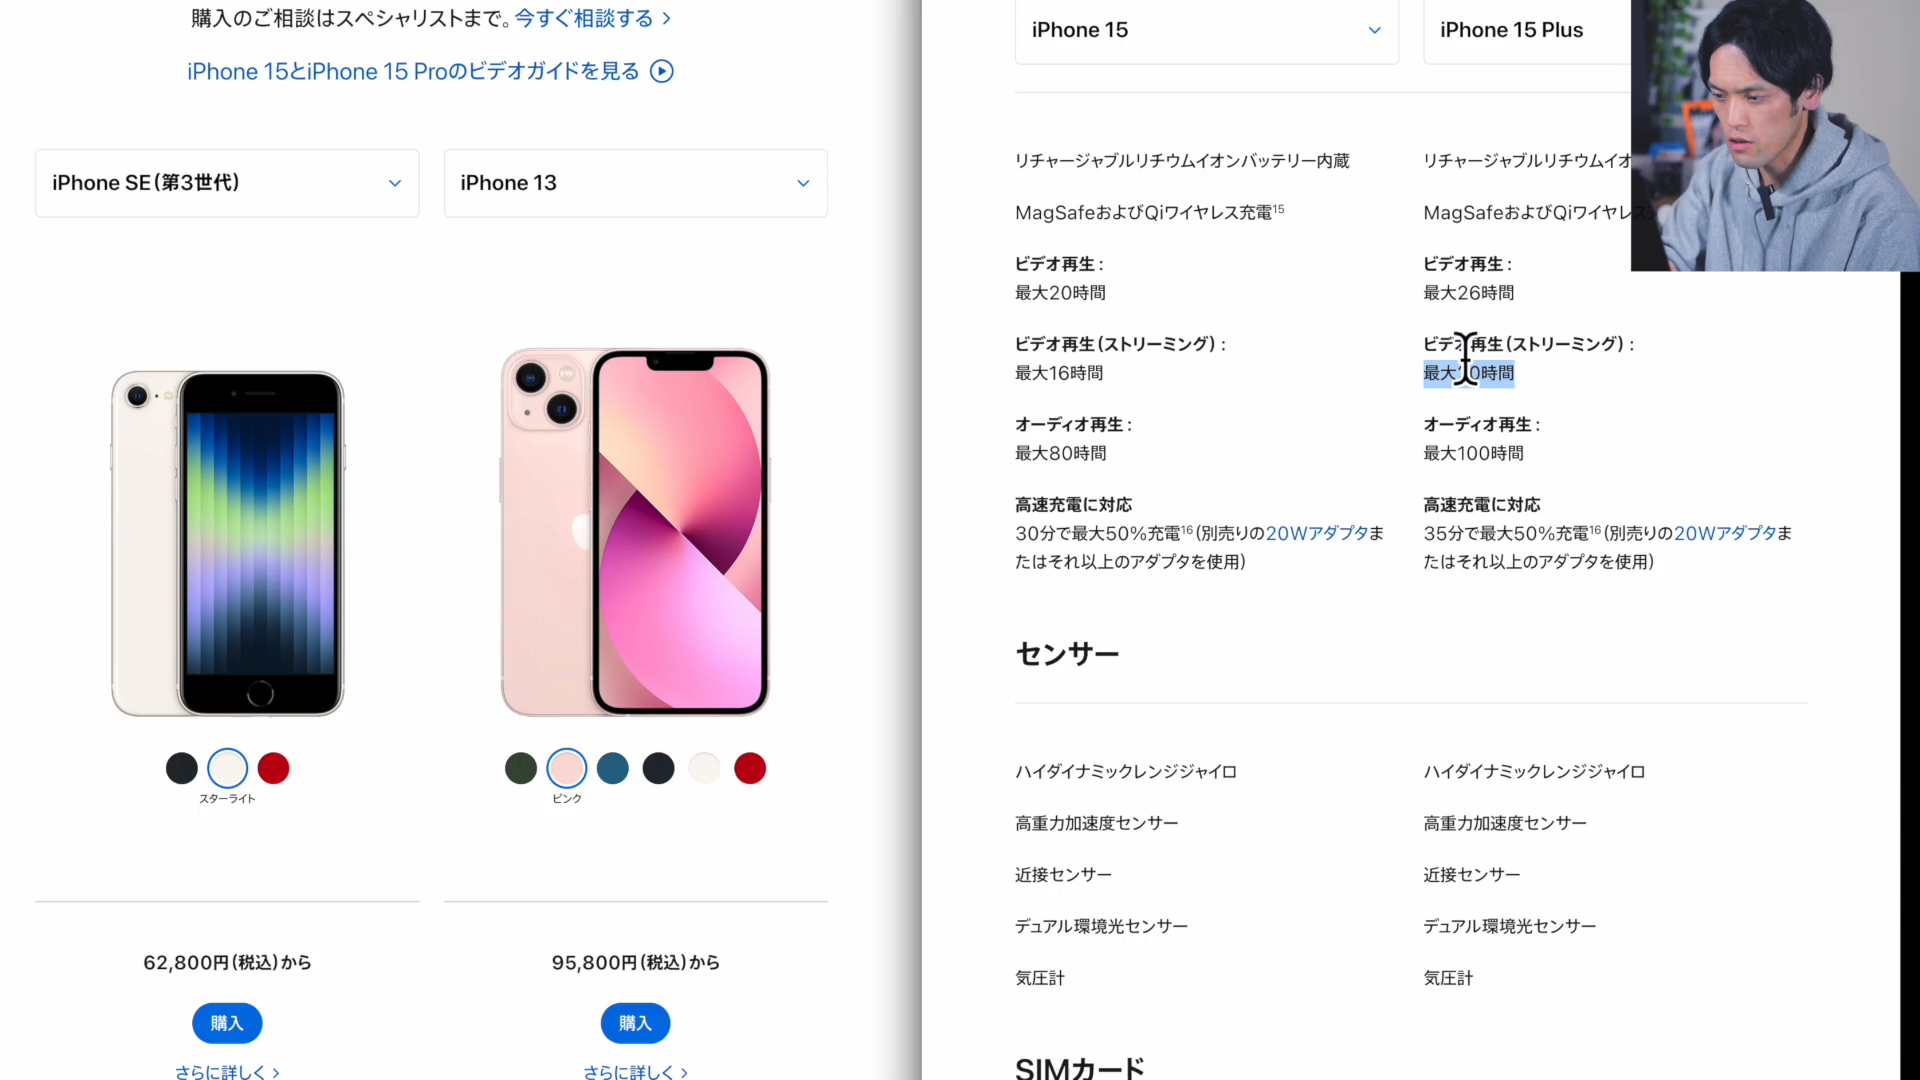 購入のご相談はスペシャリストまで。今すぐ相談する
iPhone 15とiPhone 15 Proのビデオガイドを見る
iPhone SE(第3世代)
iPhone 13
スターライト
ピンク
62,800円(税込)から
95,800円(税込)から
購入
購入
さらに詳しく
さらに詳しく
iPhone 15
iPhone 15 Plus
リチャージャブルリチウムイオンバッテリー内蔵
リチャージャブルリチウムイオ
MagSafeおよびQiワイヤレス充電15
MagSafeおよびQiワイヤレス
ビデオ再生:
ビデオ再生:
最大20時間
最大26時間
ビデオ再生(ストリーミング):
ビデオ再生(ストリーミング):
最大16時間
最大 0時間
オーディオ再生:
オーディオ再生:
最大80時間
最大100時間
高速充電に対応
高速充電に対応
30分で最大50%充電16(別売りの20Wアダプタま
35分で最大50%充電16(別売りの20Wアダプタま
たはそれ以上のアダプタを使用)
たはそれ以上のアダプタを使用)
センサー
ハイダイナミックレンジジャイロ
ハイダイナミックレンジジャイロ
高重力加速度センサー
高重力加速度センサー
近接センサー
近接センサー
デュアル環境光センサー
デュアル環境光センサー
気圧計
気圧計
SIMカード